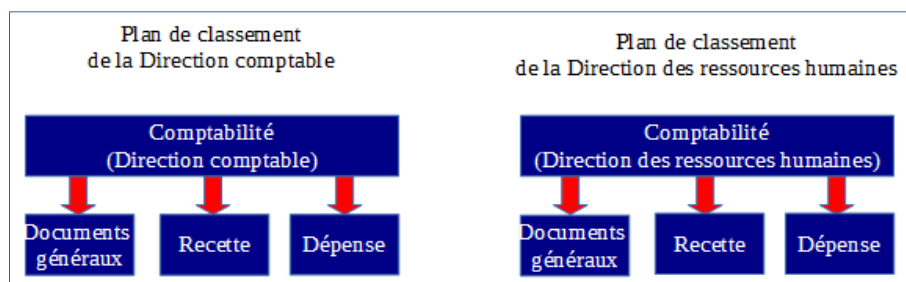 Plan de classement
de la Direction comptable
Comptabilité
(Direction comptable)
Documents
généraux
Recette
Dépense
Plan de classement
de la Direction des ressources humaines
Comptabilité
(Direction des ressources humaines)
Documents
généraux
Recette
Dépense